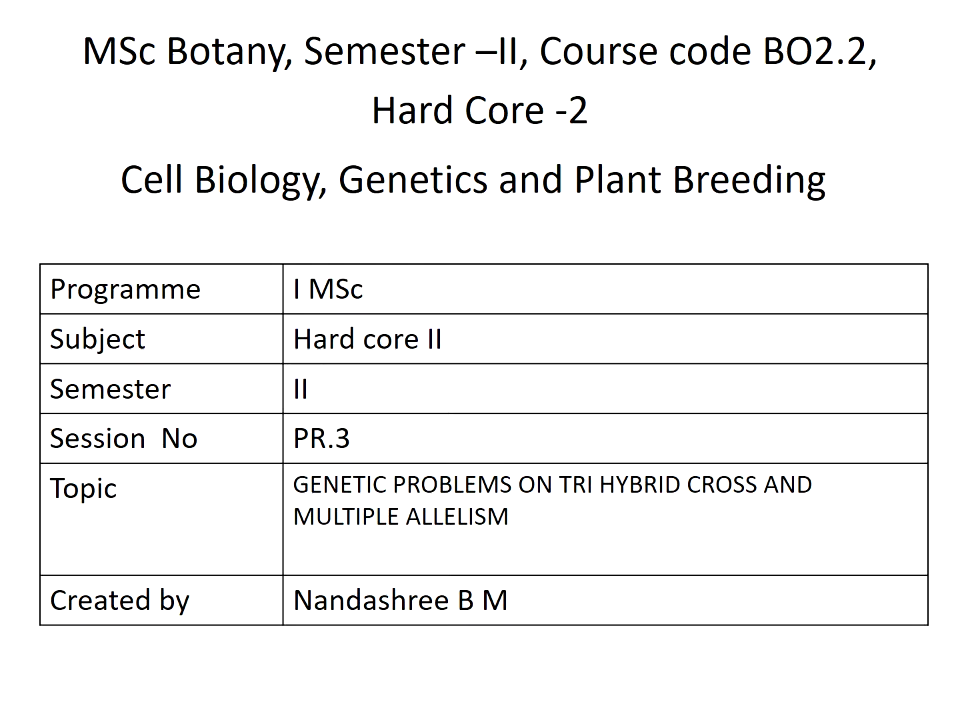 MSc Botany, Semester –II, Course code BO2.2,
Hard Core -2
Cell Biology, Genetics and Plant Breeding
Programme I MSc
Subject Hard core II
Semester II
Session No PR.3
Topic GENETIC PROBLEMS ON TRI HYBRID CROSS AND
MULTIPLE ALLELISM
Created by Nandashree B M